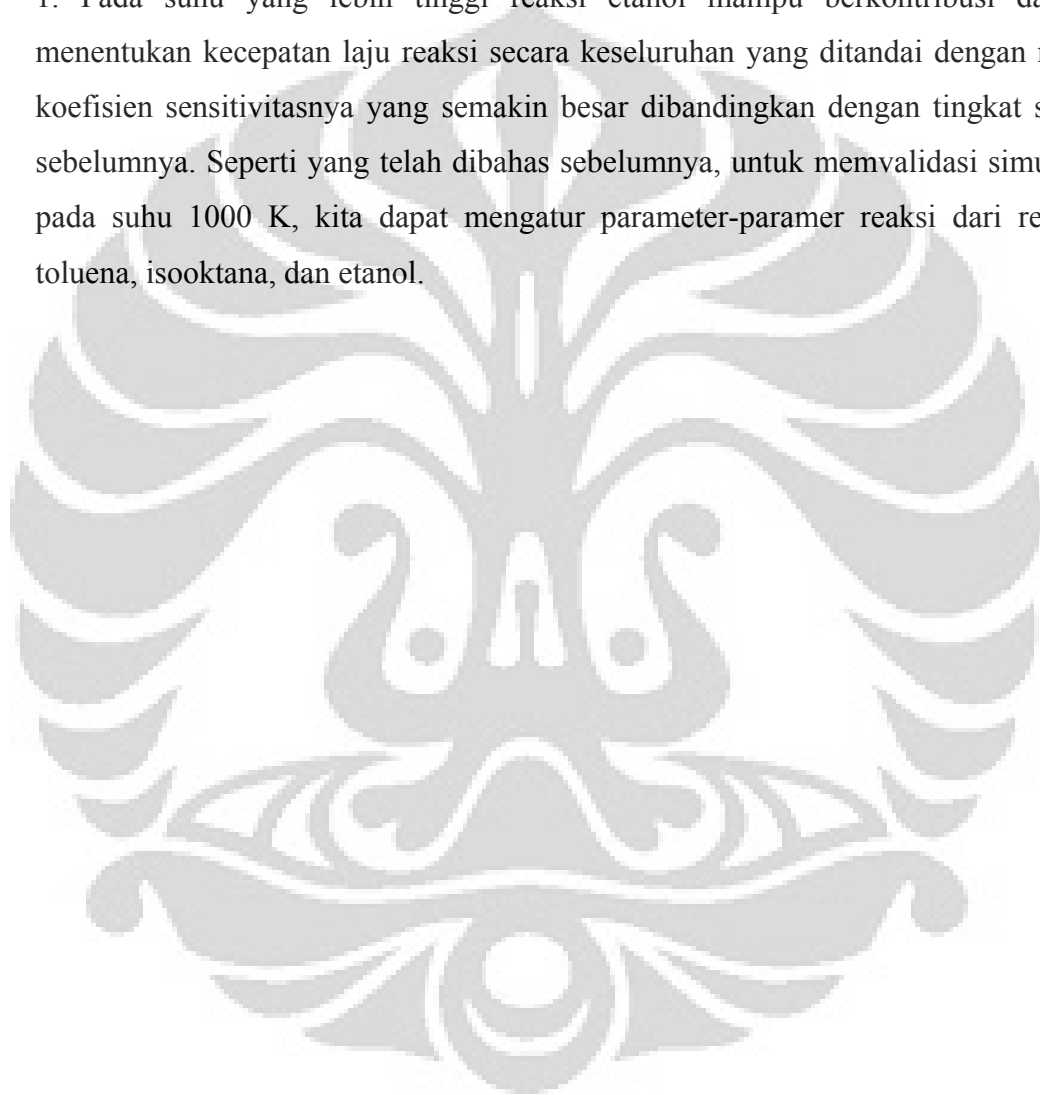 1. Pada suhu yang lebih tinggi reaksi etanol mampu berkontribusi
menentukan kecepatan laju reaksi secara keseluruhan yang ditandai dengan
koefisien sensitivitasnya yang semakin besar dibandingkan dengan tingkat
sebelumnya. Seperti yang telah dibahas sebelumnya, untuk memvalidasi
pada suhu 1000 K, kita dapat mengatur parameter-paramer reaksi dari
toluena, isooktana, dan etanol.